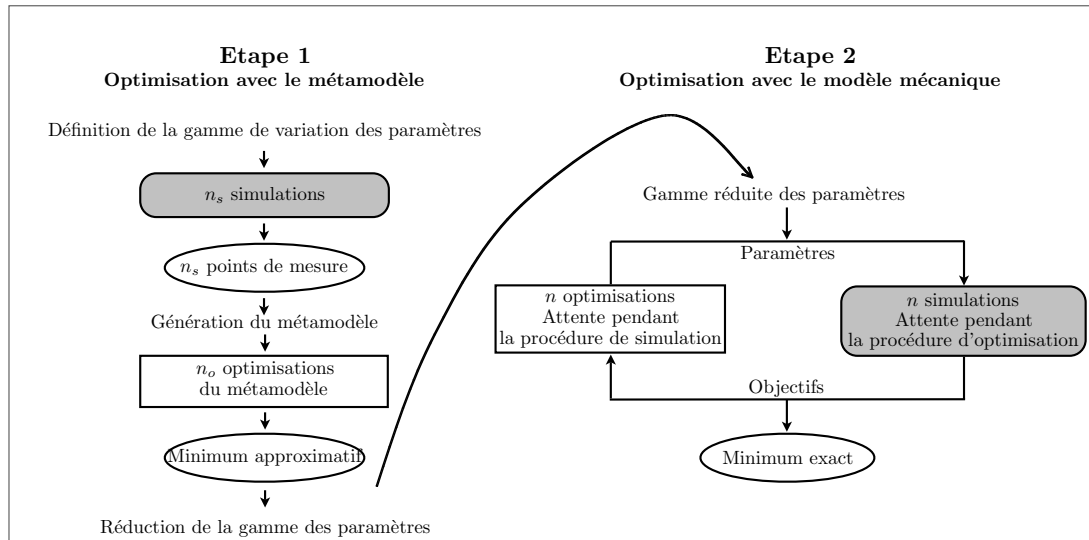 Etape 1
Optimisation avec le métamodèle
Définition de la gamme de variation des paramètres
n_s simulations
n_s points de mesure
Génération du métamodèle
n_o optimisations
du métamodèle
Minimum approximatif
Réduction de la gamme des paramètres
Etape 2
Optimisation avec le modèle mécanique
Gamme réduite des paramètres
Paramètres
n optimisations
Attente pendant
la procédure de simulation
n simulations
Attente pendant
la procédure d'optimisation
Objectifs
Minimum exact